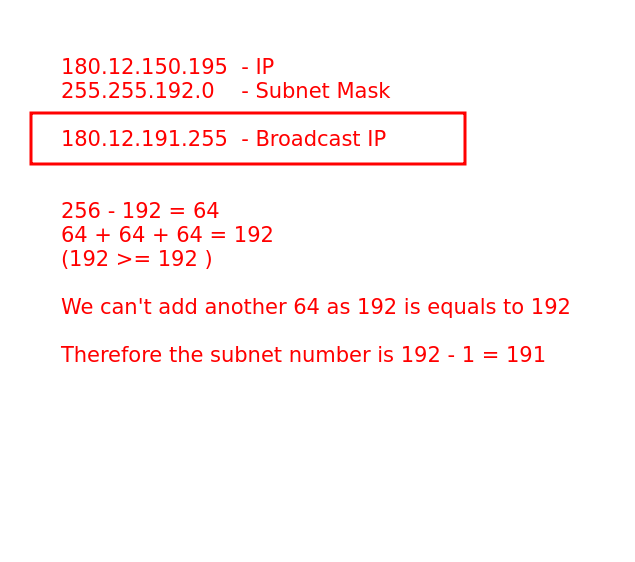 180.12.150.195  - IP
255.255.192.0    - Subnet Mask
180.12.191.255  - Broadcast IP
256 - 192 = 64
64 + 64 + 64 = 192
(192 >= 192 )
We can't add another 64 as 192 is equals to 192
Therefore the subnet number is 192 - 1 = 191